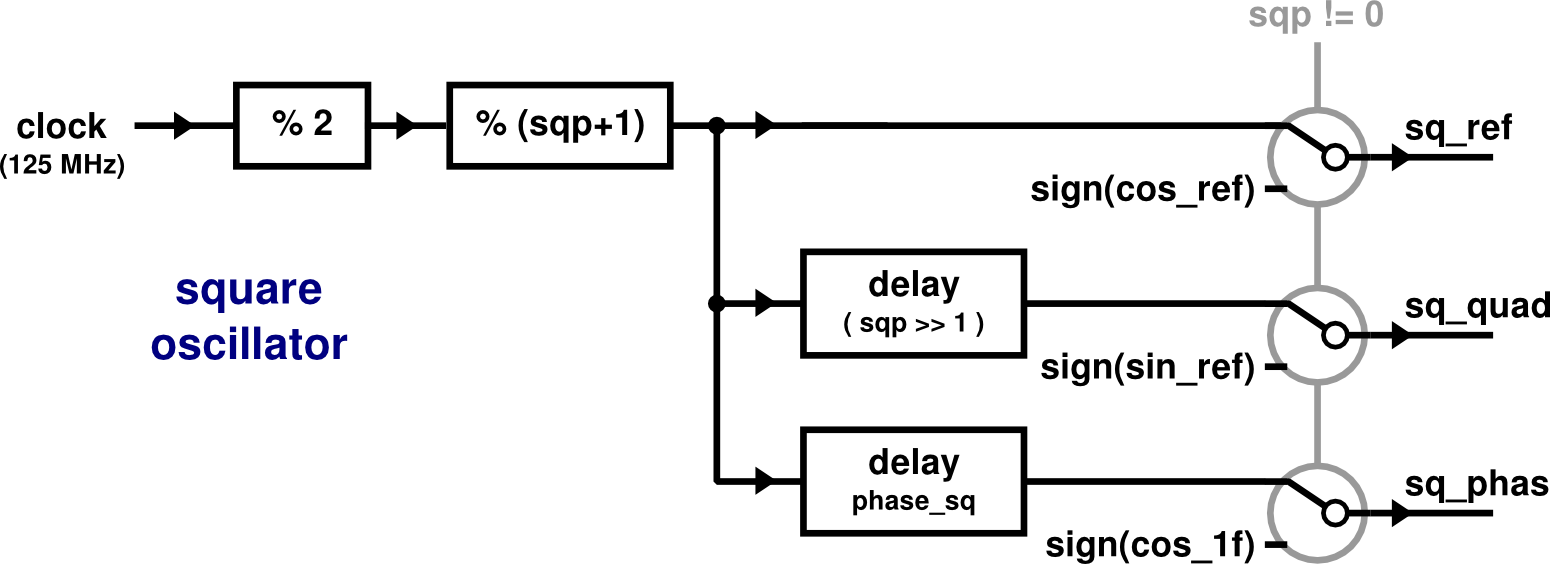 sqp != 0
clock
(125 MHz)
% 2
% (sqp+1)
sq_ref
sign(cos_ref)
square
oscillator
delay
( sqp >> 1 )
sq_quad
sign(sin_ref)
delay
phase_sq
sq_phas
sign(cos_1f)